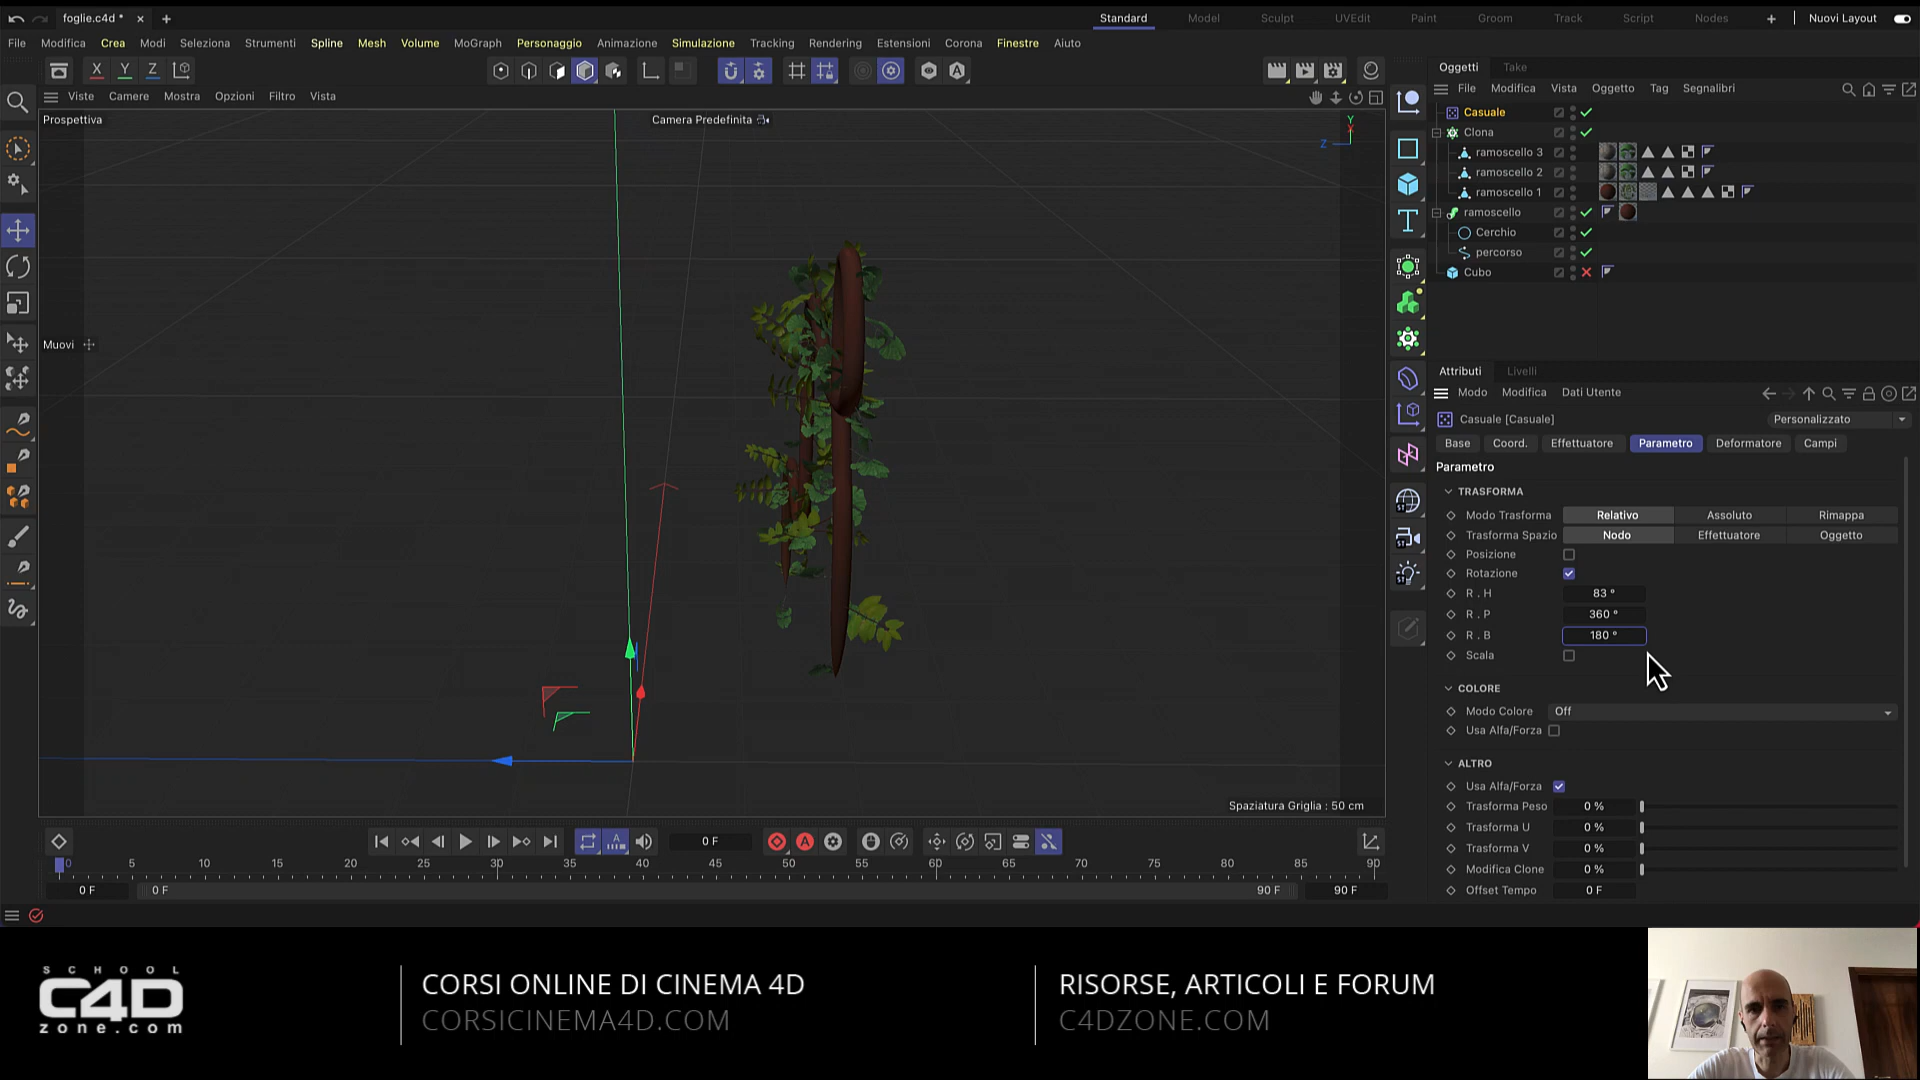 foglie.c4d *
Standard
Model
Sculpt
UVEdit
Paint
Groom
Track
Script
Nodes
Nuovi Layout
File
Modifica
Crea
Modi
Seleziona
Strumenti
Spline
Mesh
Volume
MoGraph
Personaggio
Animazione
Simulazione
Tracking
Rendering
Estensioni
Corona
Finestre
Aiuto
X
Y
Z
Viste
Camere
Mostra
Opzioni
Filtro
Vista
Prospettiva
Camera Predefinita
Y
X
Z
Muovi
Spaziatura Griglia : 50 cm
Oggetti
Take
File
Modifica
Vista
Oggetto
Tag
Segnalibri
Casuale
Clona
ramoscello 3
ramoscello 2
ramoscello 1
ramoscello
Cerchio
percorso
Cubo
Attributi
Livelli
Modo
Modifica
Dati Utente
Casuale [Casuale]
Personalizzato
Base
Coord.
Effettuatore
Parametro
Deformatore
Campi
Parametro
TRASFORMA
Modo Trasforma
Relativo
Assoluto
Rimappa
Trasforma Spazio
Nodo
Effettuatore
Oggetto
Posizione
Rotazione
R . H
83 °
R . P
360 °
R . B
180 °
Scala
COLORE
Modo Colore
Off
Usa Alfa/Forza
ALTRO
Usa Alfa/Forza
Trasforma Peso
0 %
Trasforma U
0 %
Trasforma V
0 %
Modifica Clone
0 %
Offset Tempo
0 F
0 F
0
5
10
15
20
25
30
35
40
45
50
55
60
65
70
75
80
85
90
0 F
0 F
90 F
90 F
SCHOOL
C4D
zone.com
CORSI ONLINE DI CINEMA 4D
CORSICINEMA4D.COM
RISORSE, ARTICOLI E FORUM
C4DZONE.COM